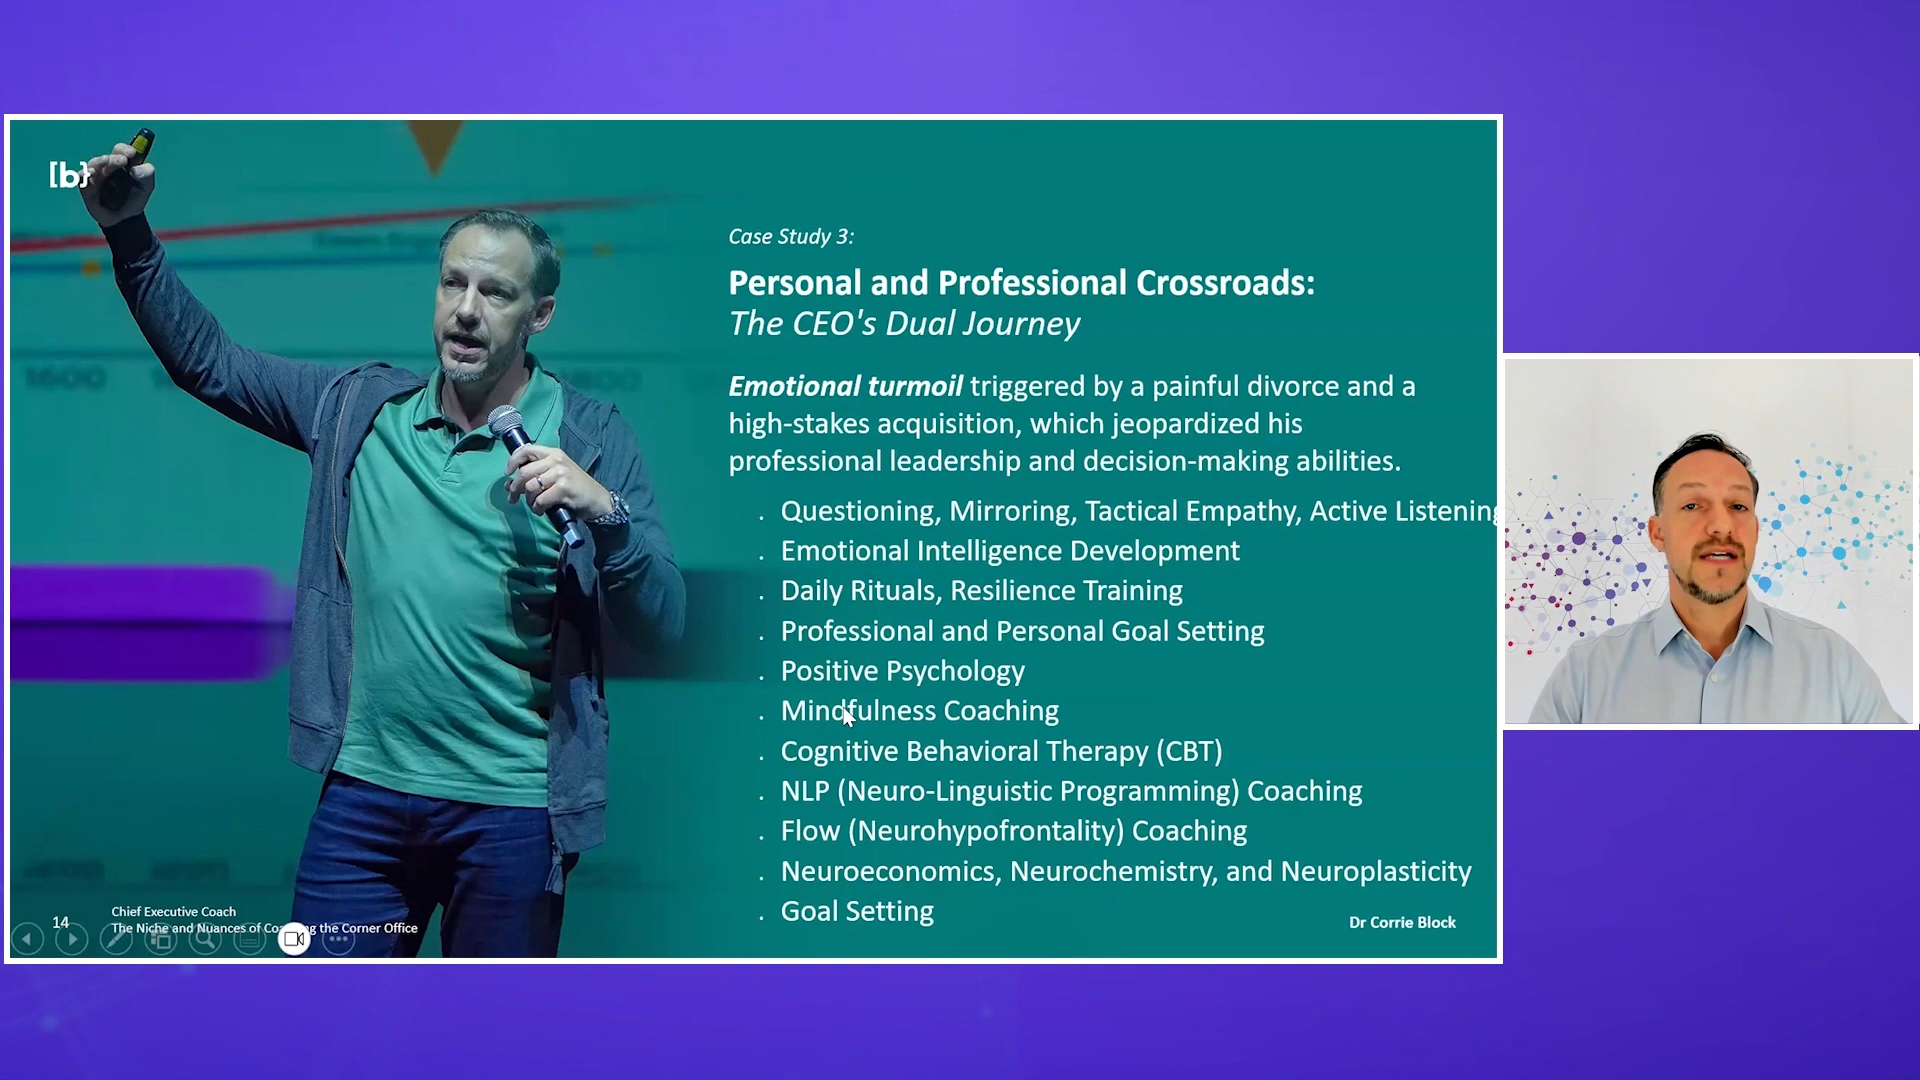 [b}
Case Study 3:
Personal and Professional Crossroads:
The CEO's Dual Journey
Emotional turmoil triggered by a painful divorce and a
high-stakes acquisition, which jeopardized his
professional leadership and decision-making abilities.
. Questioning, Mirroring, Tactical Empathy, Active Listening
. Emotional Intelligence Development
. Daily Rituals, Resilience Training
. Professional and Personal Goal Setting
. Positive Psychology
. Mindfulness Coaching
. Cognitive Behavioral Therapy (CBT)
. NLP (Neuro-Linguistic Programming) Coaching
. Flow (Neurohypofrontality) Coaching
. Neuroeconomics, Neurochemistry, and Neuroplasticity
. Goal Setting
1600
14
Chief Executive Coach
The Niche and Nuances of the Corner Office
Dr Corrie Block